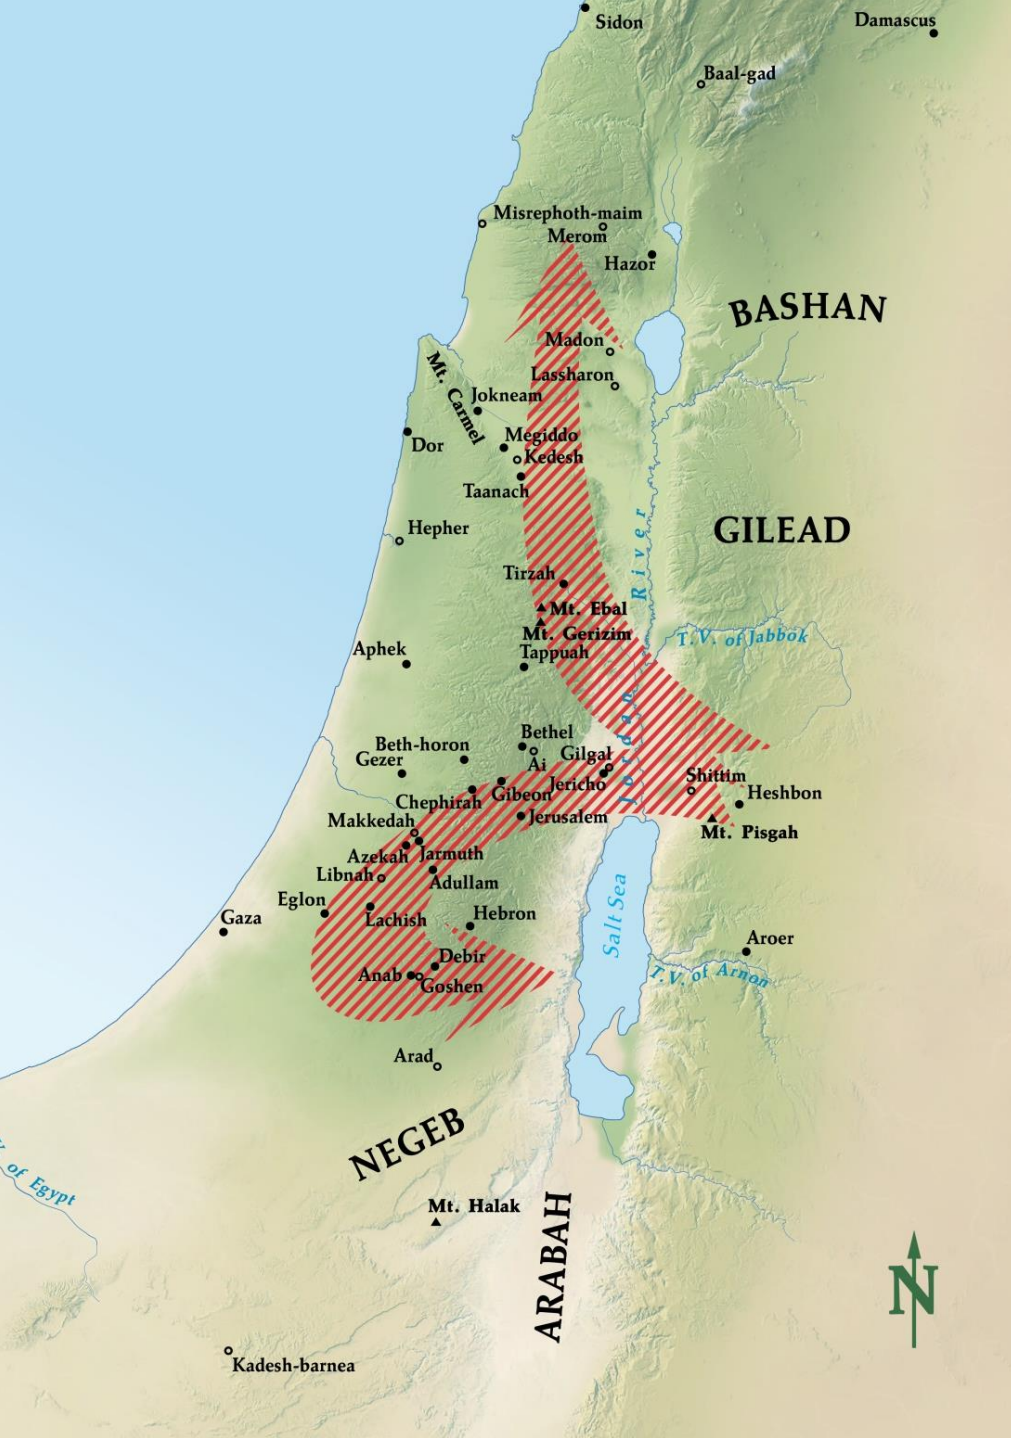 Sidon
Damascus
Baal-gad
Misrephoth-maim
Merom
Hazor
BASHAN
Madon
Mt. Carmel
Lassharon
Jokneam
Dor
Megiddo
Kedesh
Taanach
Hepher
GILEAD
Jordan River
Tirzah
Mt. Ebal
Mt. Gerizim
T.V. of Jabbok
Aphek
Tappuah
Bethel
Beth-horon
Gezer
Ai
Gilgal
Shittim
Jericho
Heshbon
Gibeon
Chephirah
Jerusalem
Makkedah
Mt. Pisgah
Azekah
Jarmuth
Libnah
Adullam
Eglon
Lachish
Hebron
Gaza
Salt Sea
Aroer
Debir
Anab
Goshen
T.V. of Arnon
Arad
NEGEB
of Egypt
Mt. Halak
ARABAH
N
Kadesh-barnea